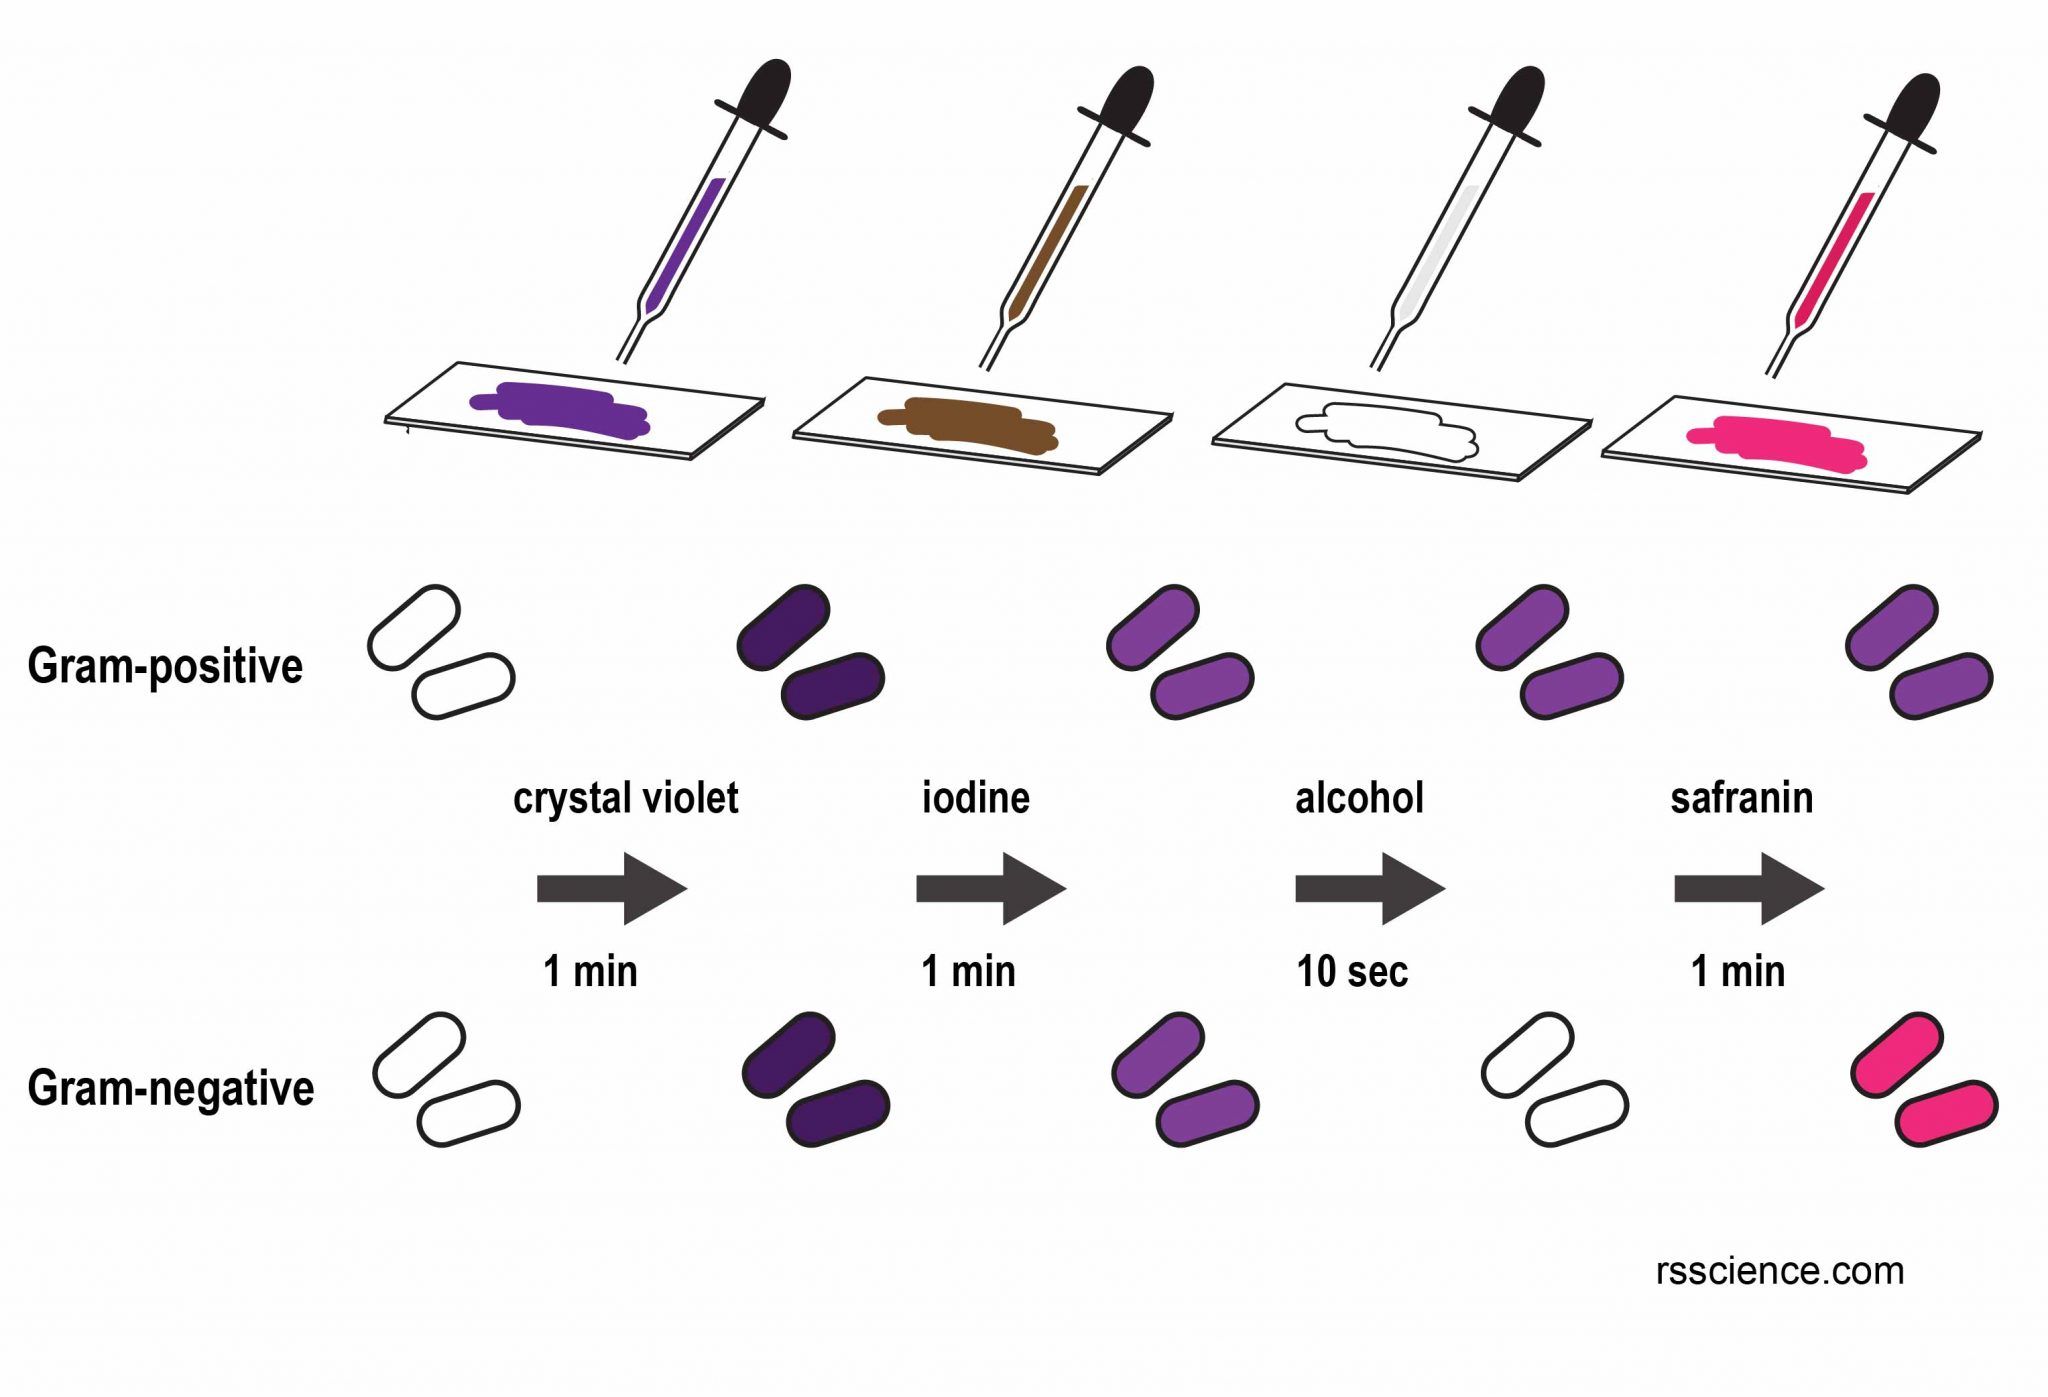 Gram-positive
crystal violet
iodine
alcohol
safranin
1 min
1 min
10 sec
1 min
Gram-negative
rsscience.com